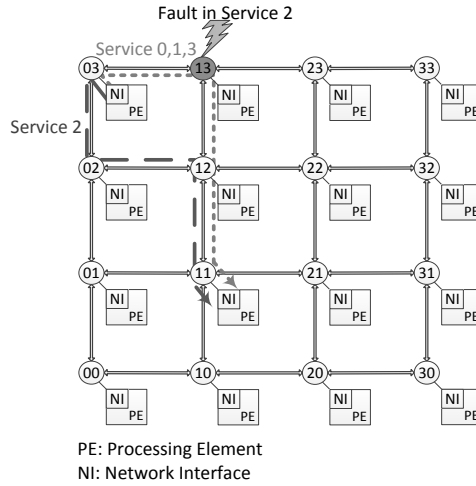 Fault in Service 2
Service 0,1,3
03 13 23 33
NI NI NI NI
PE PE PE PE
Service 2
02 12 22 32
NI NI NI NI
PE PE PE PE
01 11 21 31
NI NI NI NI
PE PE PE PE
00 10 20 30
NI NI NI NI
PE PE PE PE
PE: Processing Element
NI: Network Interface